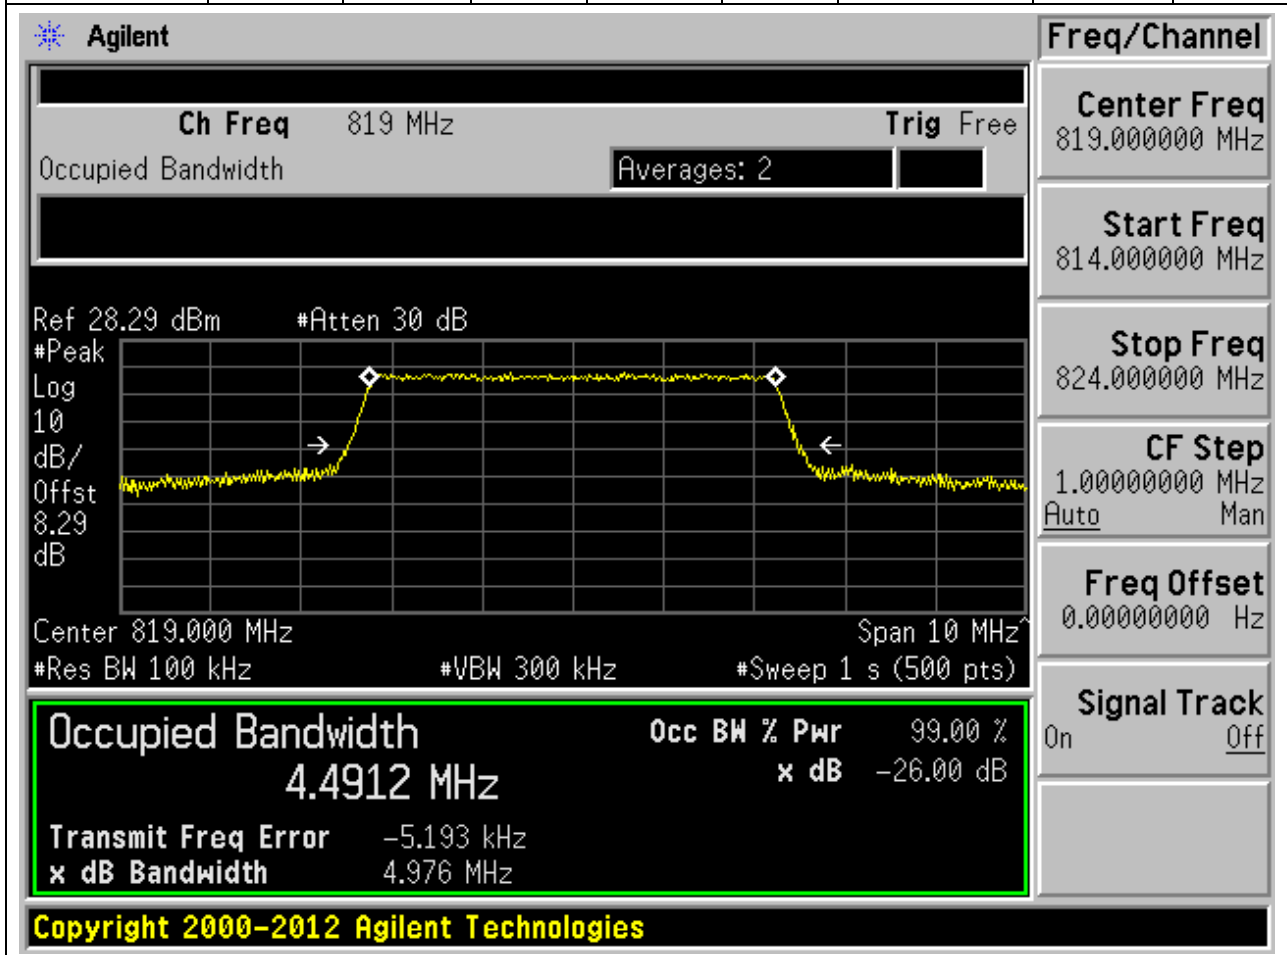 Agilent
Freq/Channel
Ch Freq 819 MHz Trig Free
Occupied Bandwidth Averages: 2
Center Freq
819.000000 MHz
Start Freq
814.000000 MHz
Stop Freq
824.000000 MHz
CF Step
1.00000000 MHz
Auto Man
Freq Offset
0.00000000 Hz
Signal Track
On Off
Ref 28.29 dBm #Atten 30 dB
#Peak
Log
10
dB/
Offst
8.29
dB
Center 819.000 MHz Span 10 MHz^
#Res BW 100 kHz #VBW 300 kHz #Sweep 1 s (500 pts)
Occupied Bandwidth Occ BW % Pwr 99.00 %
4.4912 MHz x dB -26.00 dB
Transmit Freq Error -5.193 kHz
x dB Bandwidth 4.976 MHz
Copyright 2000-2012 Agilent Technologies